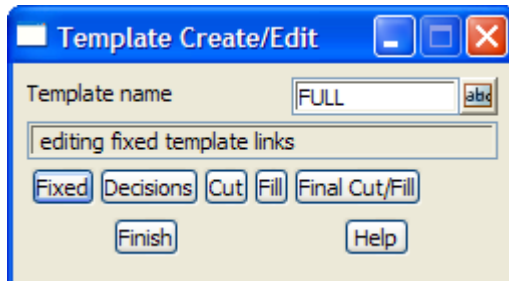 Template Create/Edit
Template name FULL abc
editing fixed template links
Fixed Decisions Cut Fill Final Cut/Fill
Finish Help